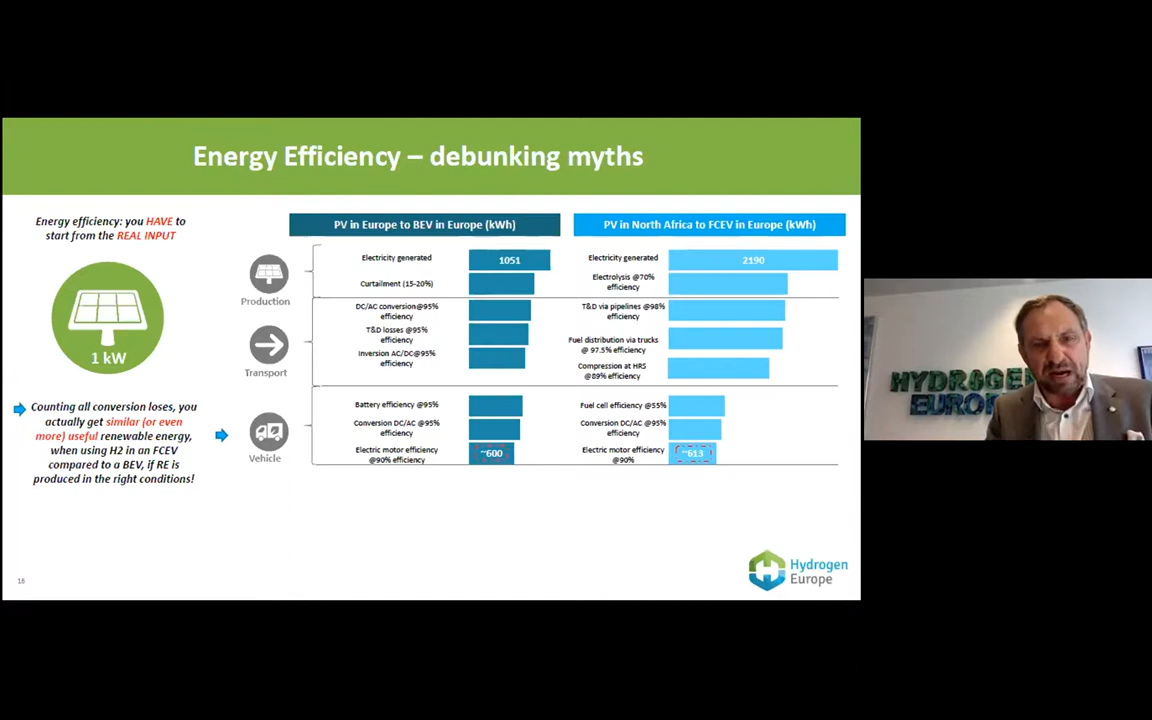 Energy Efficiency – debunking myths
Energy efficiency: you HAVE to
start from the REAL INPUT
1 kW
Counting all conversion loses, you
actually get similar (or even
more) useful renewable energy,
when using H2 in an FCEV
compared to a BEV, if RE is
produced in the right conditions!
Production
Transport
Vehicle
PV in Europe to BEV in Europe (kWh)
Electricity generated
1051
Curtailment (15-20%)
DC/AC conversion@95%
efficiency
T&D losses @95%
efficiency
Inversion AC/DC@95%
efficiency
Battery efficiency @95%
Conversion DC/AC @95%
efficiency
Electric motor efficiency
@90% efficiency
~600
PV in North Africa to FCEV in Europe (kWh)
Electricity generated
2190
Electrolysis @70%
efficiency
T&D via pipelines @98%
efficiency
Fuel distribution via trucks
@ 97.5% efficiency
Compression at HRS
@89% efficiency
Fuel cell efficiency @55%
Conversion DC/AC @95%
efficiency
Electric motor efficiency
@90%
~613
18
Hydrogen
Europe
HYDROGEN
EUROPE